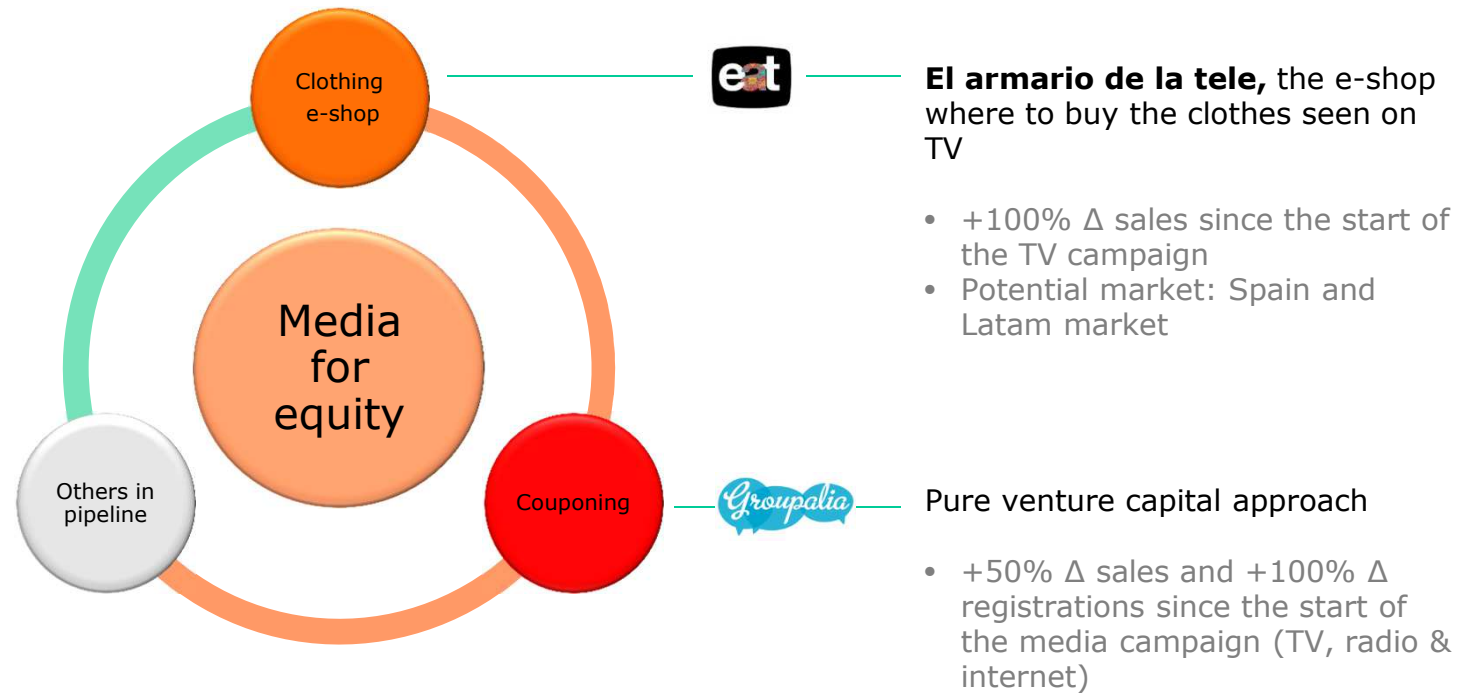 Clothing
e-shop
eat
El armario de la tele, the e-shop
where to buy the clothes seen on
TV
• +100% Δ sales since the start of
the TV campaign
• Potential market: Spain and
Latam market
Media
for
equity
Others in
pipeline
Couponing
Groupalia
Pure venture capital approach
• +50% Δ sales and +100% Δ
registrations since the start of
the media campaign (TV, radio &
internet)